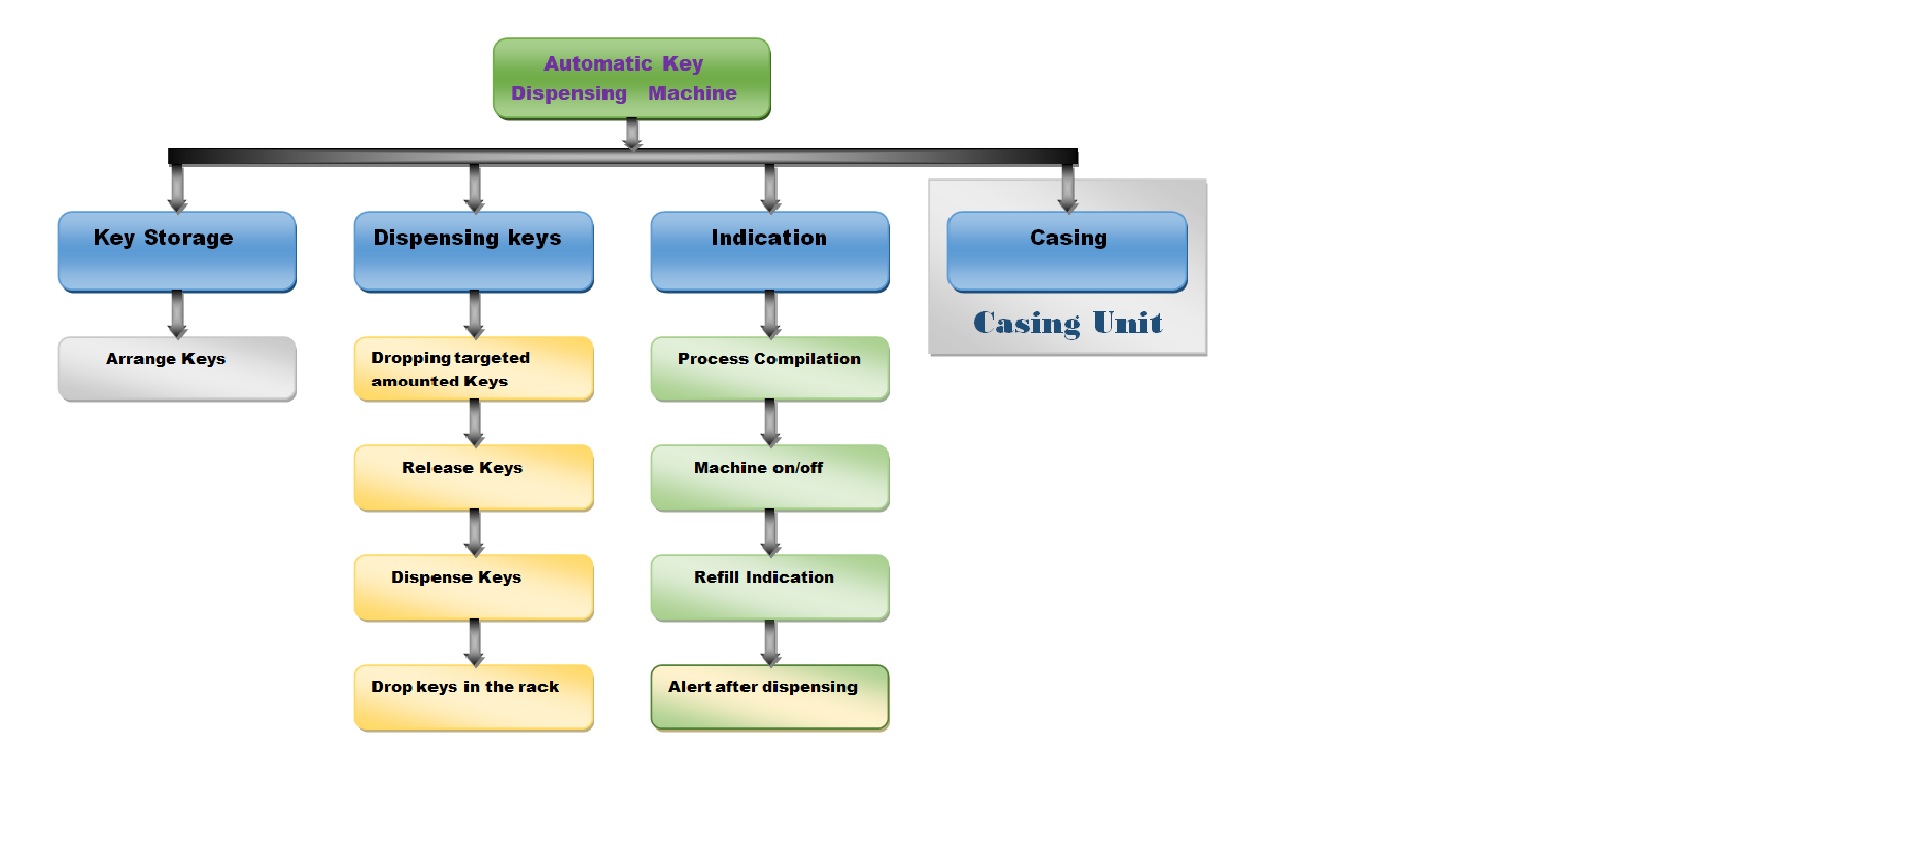 Automatic Key
Dispensing Machine
Key Storage
Dispensing keys
Indication
Casing
Casing Unit
Arrange Keys
Dropping targeted
amounted Keys
Process Compilation
Release Keys
Machine on/off
Dispense Keys
Refill Indication
Drop keys in the rack
Alert after dispensing